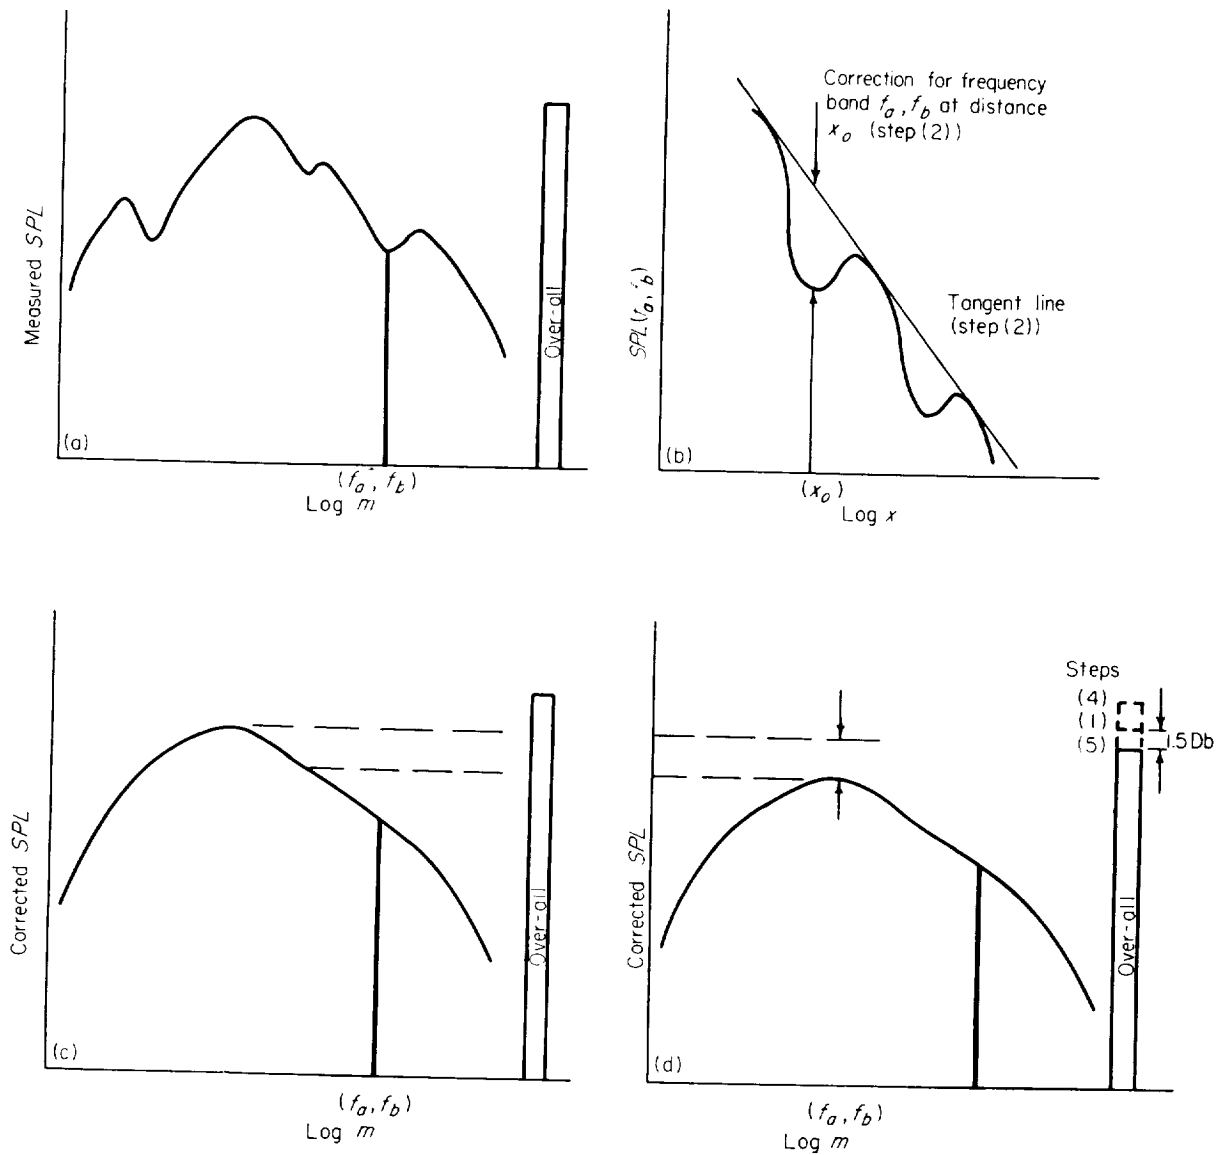 Measured SPL
Over-all
(a)
(fa, fb)
Log m
Correction for frequency
band fa, fb at distance
xo (step(2))
SPL(fa, fb)
Tangent line
(step(2))
(b)
(xo)
Log x
Corrected SPL
Over-all
(c)
(fa, fb)
Log m
Steps
(4)
(1)
(5)
1.5 Db
Corrected SPL
Over-all
(d)
(fa, fb)
Log m